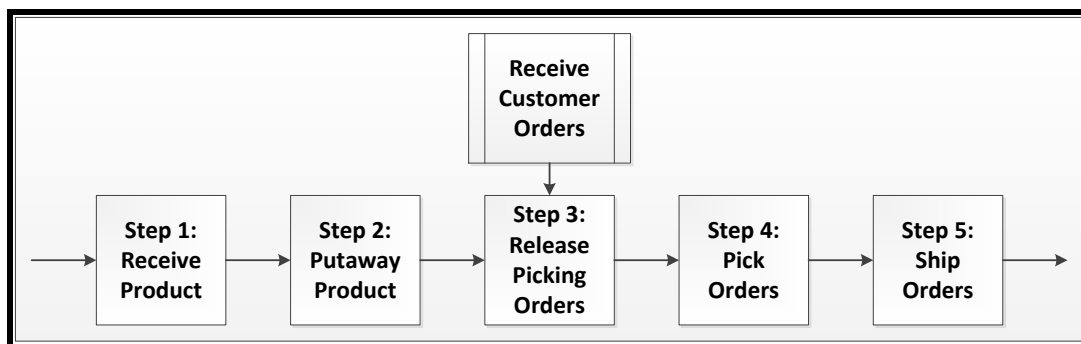 Receive
Customer
Orders
Step 1:
Receive
Product
Step 2:
Putaway
Product
Step 3:
Release
Picking
Orders
Step 4:
Pick
Orders
Step 5:
Ship
Orders